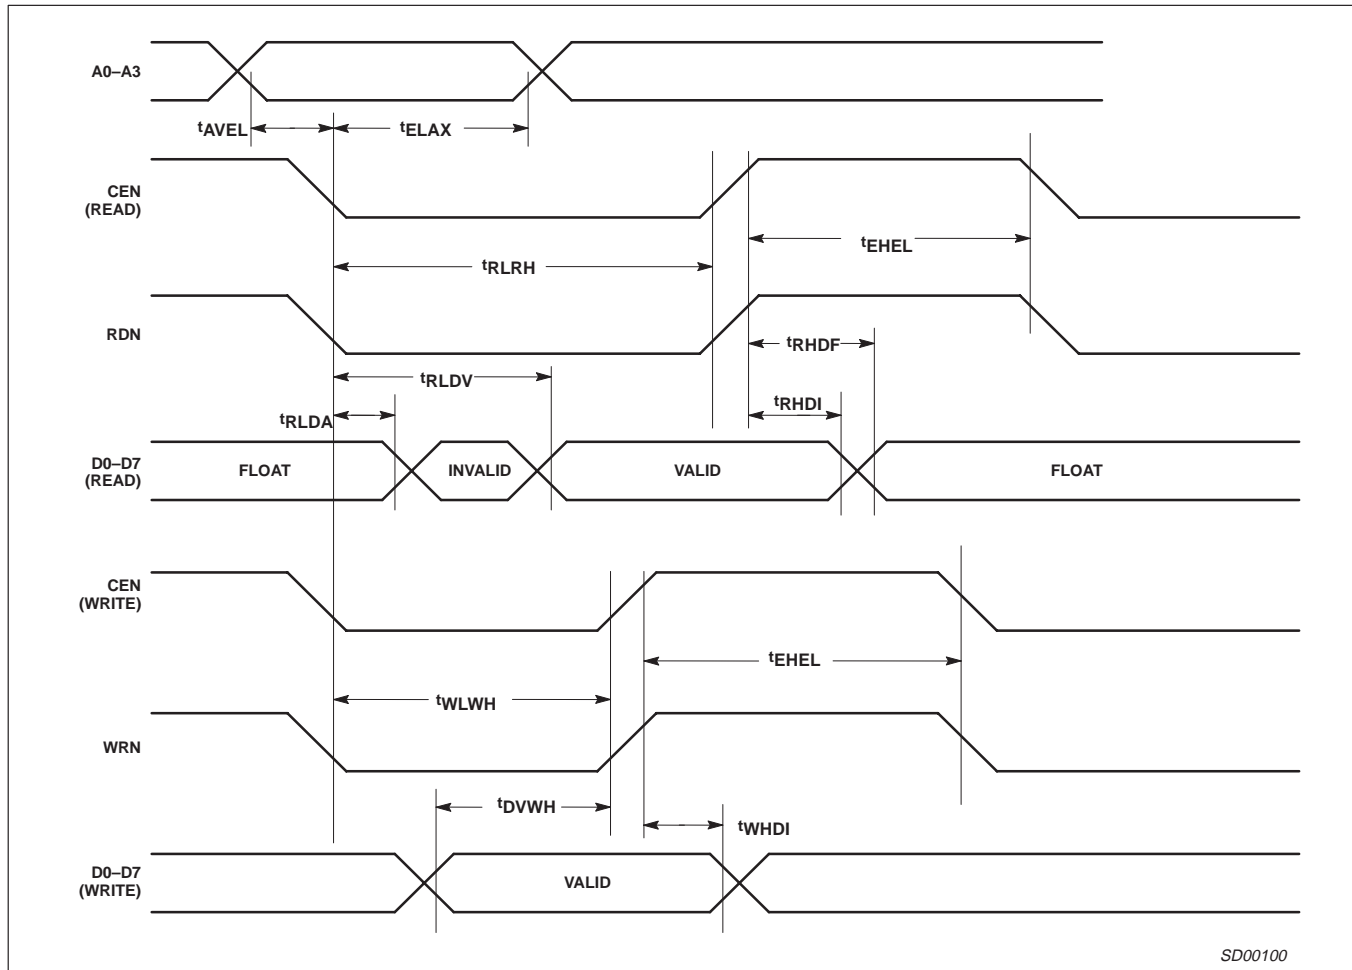 A0–A3
tAVEL
tELAX
CEN
(READ)
tEHEL
tRLRH
RDN
tRHDF
tRLDV
tRHDI
tRLDA
D0–D7
(READ)
FLOAT
INVALID
VALID
FLOAT
CEN
(WRITE)
tEHEL
tWLWH
WRN
tDVWH
tWHDI
D0–D7
(WRITE)
VALID
SD00100